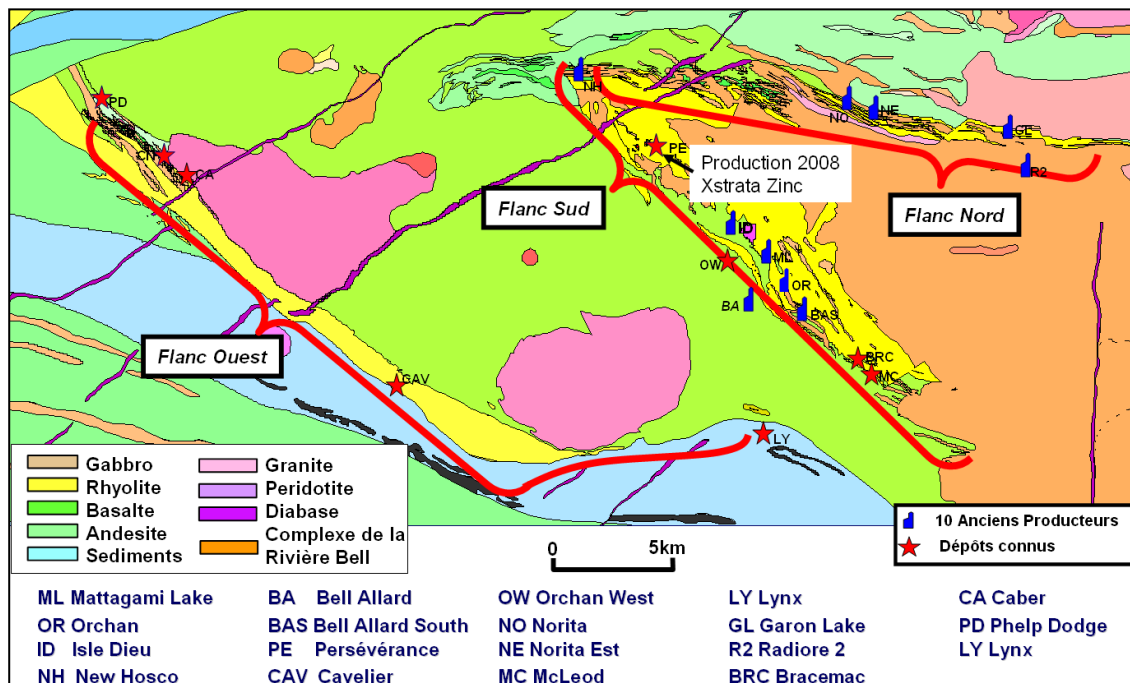 PD
CN
CA
NH
PE
NO
NE
GL
R2
Production 2008
Xstrata Zinc
Flanc Sud
Flanc Nord
ID
ML
OW
OR
BA
BAS
Flanc Ouest
BRC
MC
CAV
LY
Gabbro
Rhyolite
Basalte
Andesite
Sediments
Granite
Peridotite
Diabase
Complexe de la
Rivière Bell
0 5km
10 Anciens Producteurs
Dépôts connus
ML Mattagami Lake
OR Orchan
ID Isle Dieu
NH New Hosco
BA Bell Allard
BAS Bell Allard South
PE Persévérance
CAV Cavelier
OW Orchan West
NO Norita
NE Norita Est
MC McLeod
LY Lynx
GL Garon Lake
R2 Radiore 2
BRC Bracemac
CA Caber
PD Phelp Dodge
LY Lynx